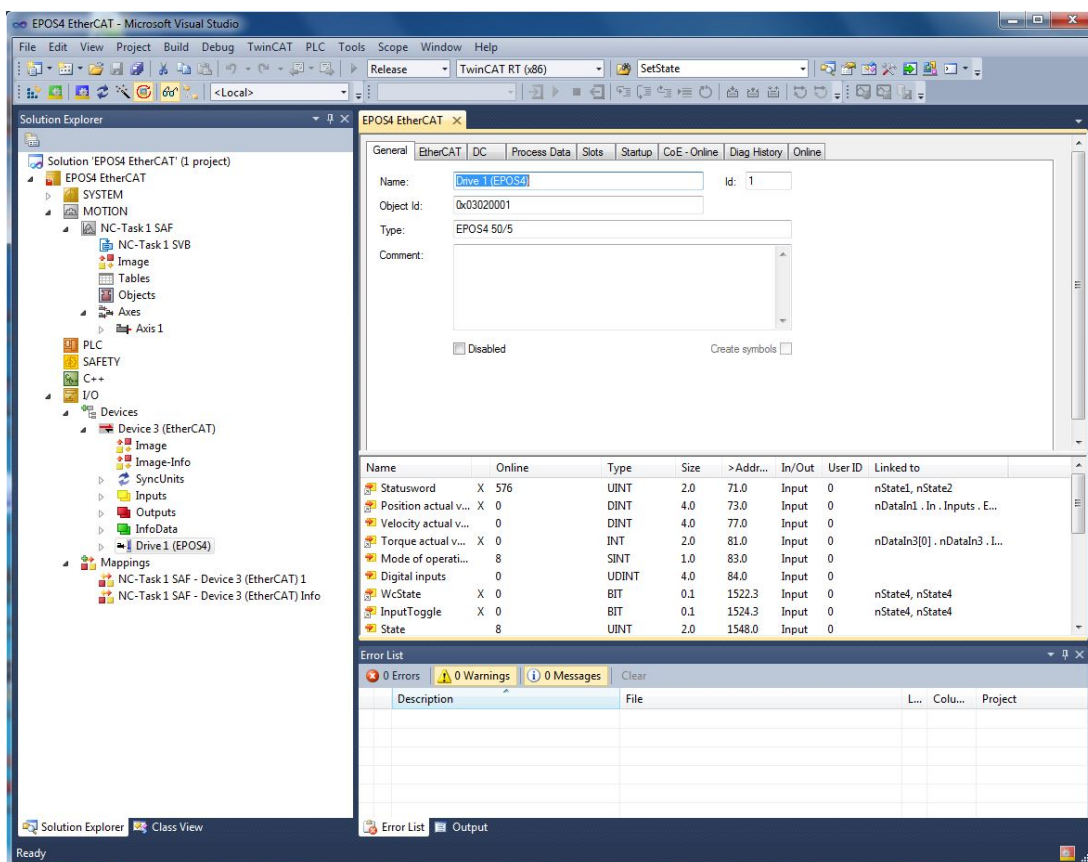 EPOS4 EtherCAT - Microsoft Visual Studio
File Edit View Project Build Debug TwinCAT PLC Tools Scope Window Help
Release TwinCAT RT (x86) SetState
<Local>
Solution Explorer
Solution 'EPOS4 EtherCAT' (1 project)
EPOS4 EtherCAT
SYSTEM
MOTION
NC-Task 1 SAF
NC-Task 1 SVB
Image
Tables
Objects
Axes
Axis 1
PLC
SAFETY
C++
I/O
Devices
Device 3 (EtherCAT)
Image
Image-Info
SyncUnits
Inputs
Outputs
InfoData
Drive 1 (EPOS4)
Mappings
NC-Task 1 SAF - Device 3 (EtherCAT) 1
NC-Task 1 SAF - Device 3 (EtherCAT) Info
Solution Explorer Class View
EPOS4 EtherCAT
General EtherCAT DC Process Data Slots Startup CoE - Online Diag History Online
Name: Drive 1 (EPOS4) Id: 1
Object Id: 0x03020001
Type: EPOS4 50/5
Comment:
Disabled Create symbols
Name Online Type Size >Addr... In/Out User ID Linked to
Statusword X 576 UINT 2.0 71.0 Input 0 nState1, nState2
Position actual v... X 0 DINT 4.0 73.0 Input 0 nDataIn1 . In . Inputs . E...
Velocity actual v... 0 DINT 4.0 77.0 Input 0
Torque actual v... X 0 INT 2.0 81.0 Input 0 nDataIn3[0] . nDataIn3 . I...
Mode of operati... 8 SINT 1.0 83.0 Input 0
Digital inputs 0 UDINT 4.0 84.0 Input 0
WcState X 0 BIT 0.1 1522.3 Input 0 nState4, nState4
InputToggle X 0 BIT 0.1 1524.3 Input 0 nState4, nState4
State 8 UINT 2.0 1548.0 Input 0
Error List
0 Errors 0 Warnings 0 Messages Clear
Description File L... Colu... Project
Error List Output
Ready